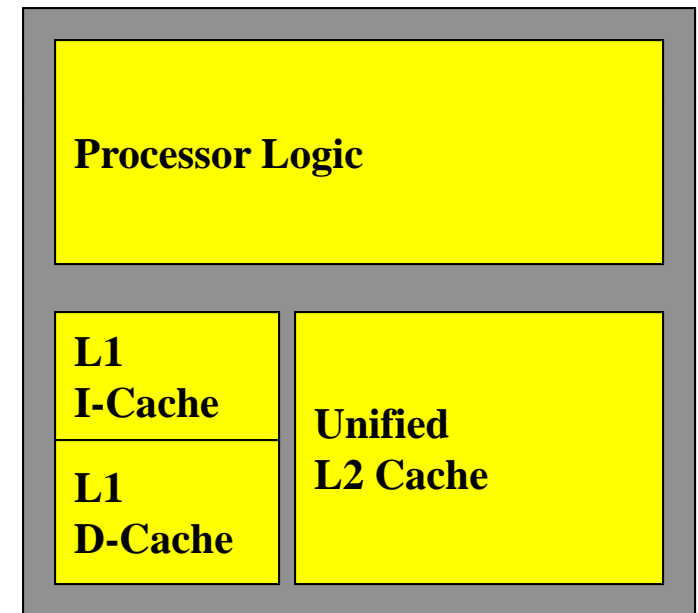 Processor Logic
L1
I-Cache
L1
D-Cache
Unified
L2 Cache